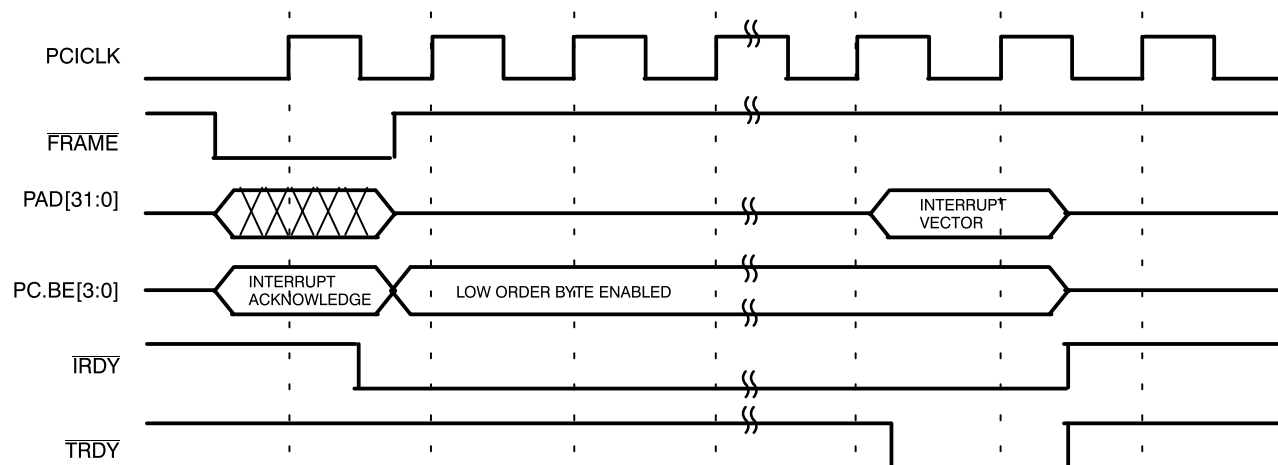 PCICLK
FRAME
PAD[31:0]
INTERRUPT
VECTOR
PC.BE[3:0]
INTERRUPT
ACKNOWLEDGE
LOW ORDER BYTE ENABLED
IRDY
TRDY